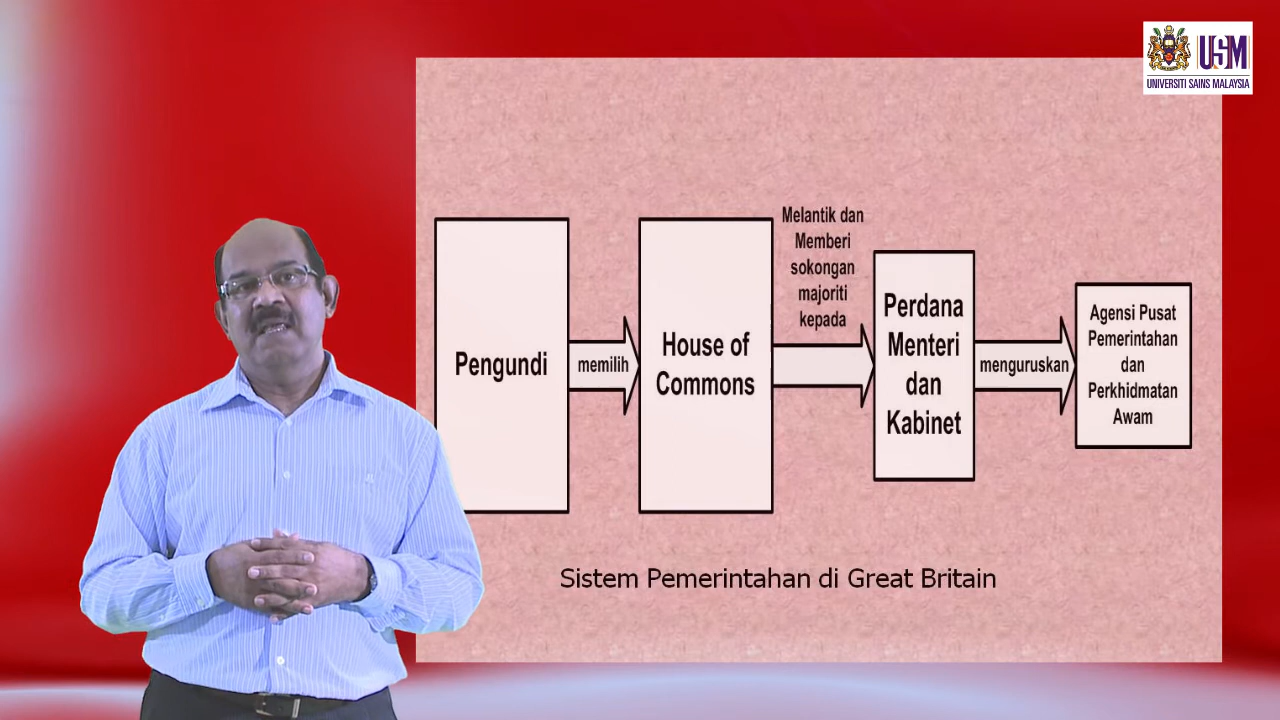 USM
UNIVERSITI SAINS MALAYSIA
Pengundi
memilih
House of
Commons
Melantik dan
Memberi
sokongan
majoriti
kepada
Perdana
Menteri
dan
Kabinet
menguruskan
Agensi Pusat
Pemerintahan
dan
Perkhidmatan
Awam
Sistem Pemerintahan di Great Britain